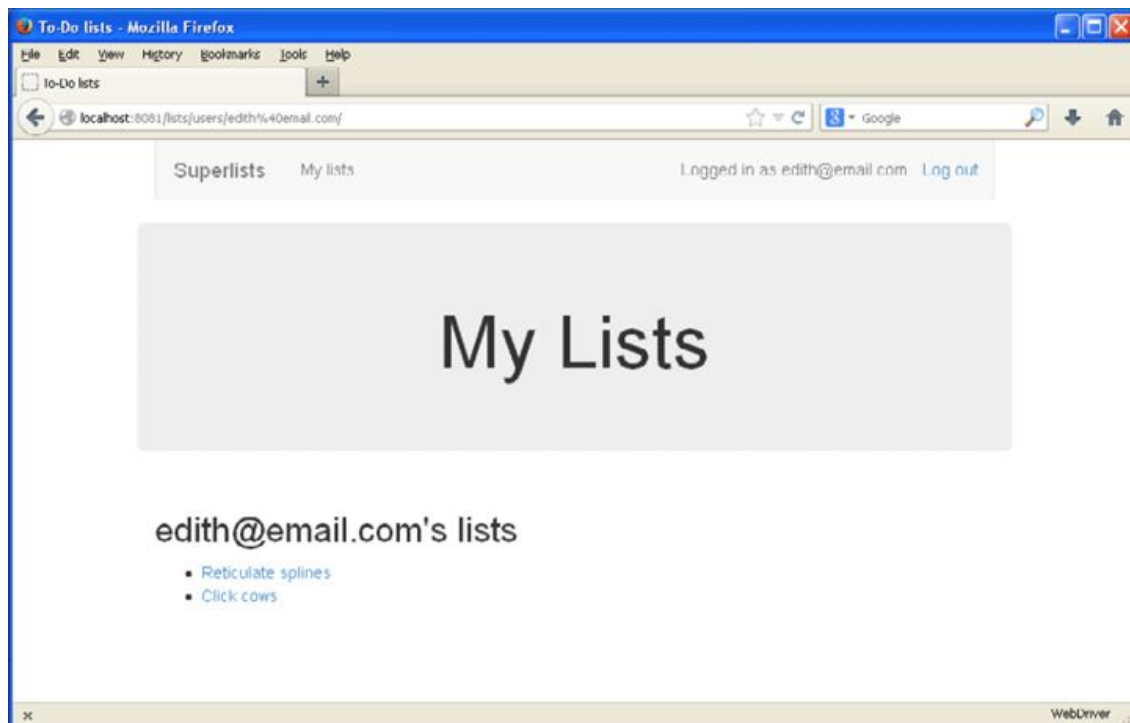 To-Do lists - Mozilla Firefox
File Edit View History Bookmarks Tools Help
To-Do lists
localhost:8081/lists/users/edith%40email.com/
Google
Superlists My lists Logged in as edith@email.com Log out
My Lists
edith@email.com's lists
Reticulate splines
Click cows
WebDriver